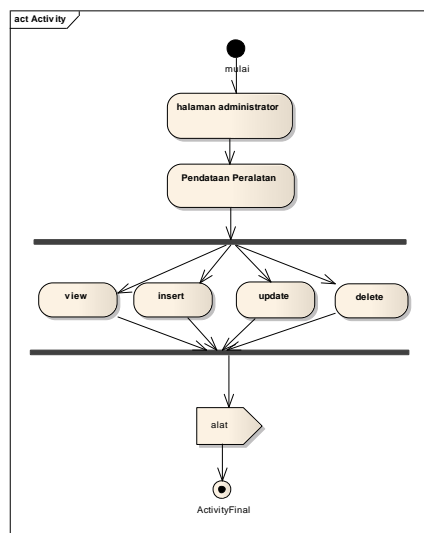 act Activity
mulai
halaman administrator
Pendataan Peralatan
view
insert
update
delete
alat
ActivityFinal